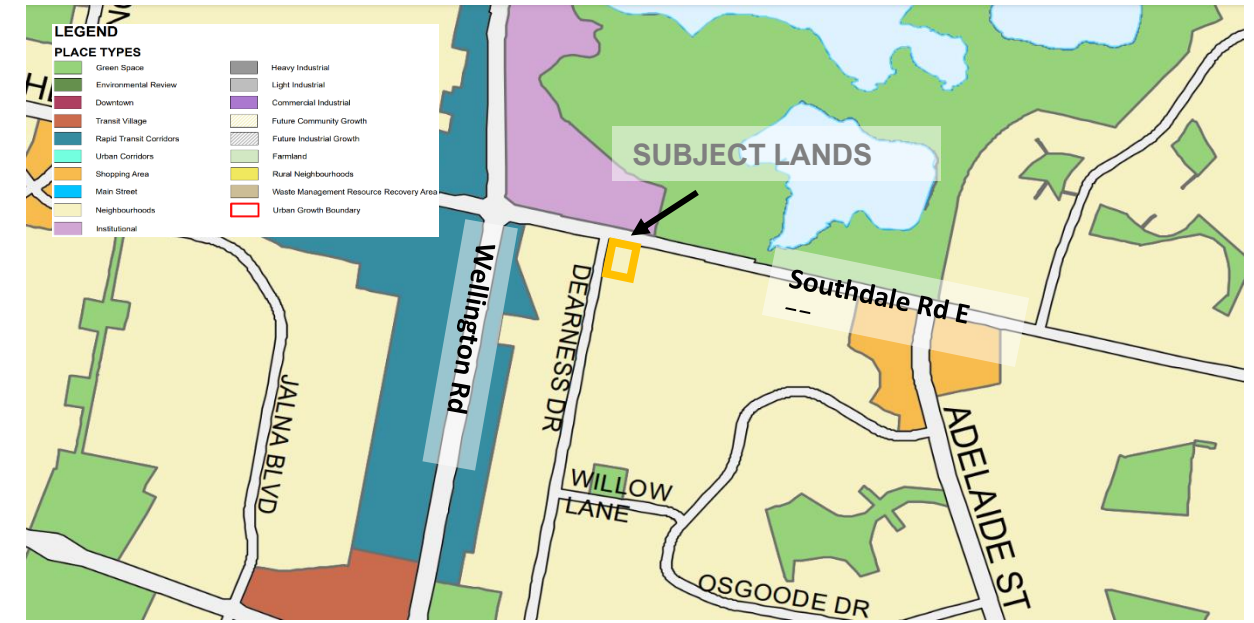 LEGEND
PLACE TYPES
Green Space
Environmental Review
Downtown
Transit Village
Rapid Transit Corridors
Urban Corridors
Shopping Area
Main Street
Neighbourhoods
Institutional
Heavy Industrial
Light Industrial
Commercial Industrial
Future Community Growth
Future Industrial Growth
Farmland
Rural Neighbourhoods
Waste Management Resource Recovery Area
Urban Growth Boundary
SUBJECT LANDS
Wellington Rd
Southdale Rd E
DEARNESS DR
JALNA BLVD
WILLOW
LANE
ADELAIDE ST
OSGOODE DR